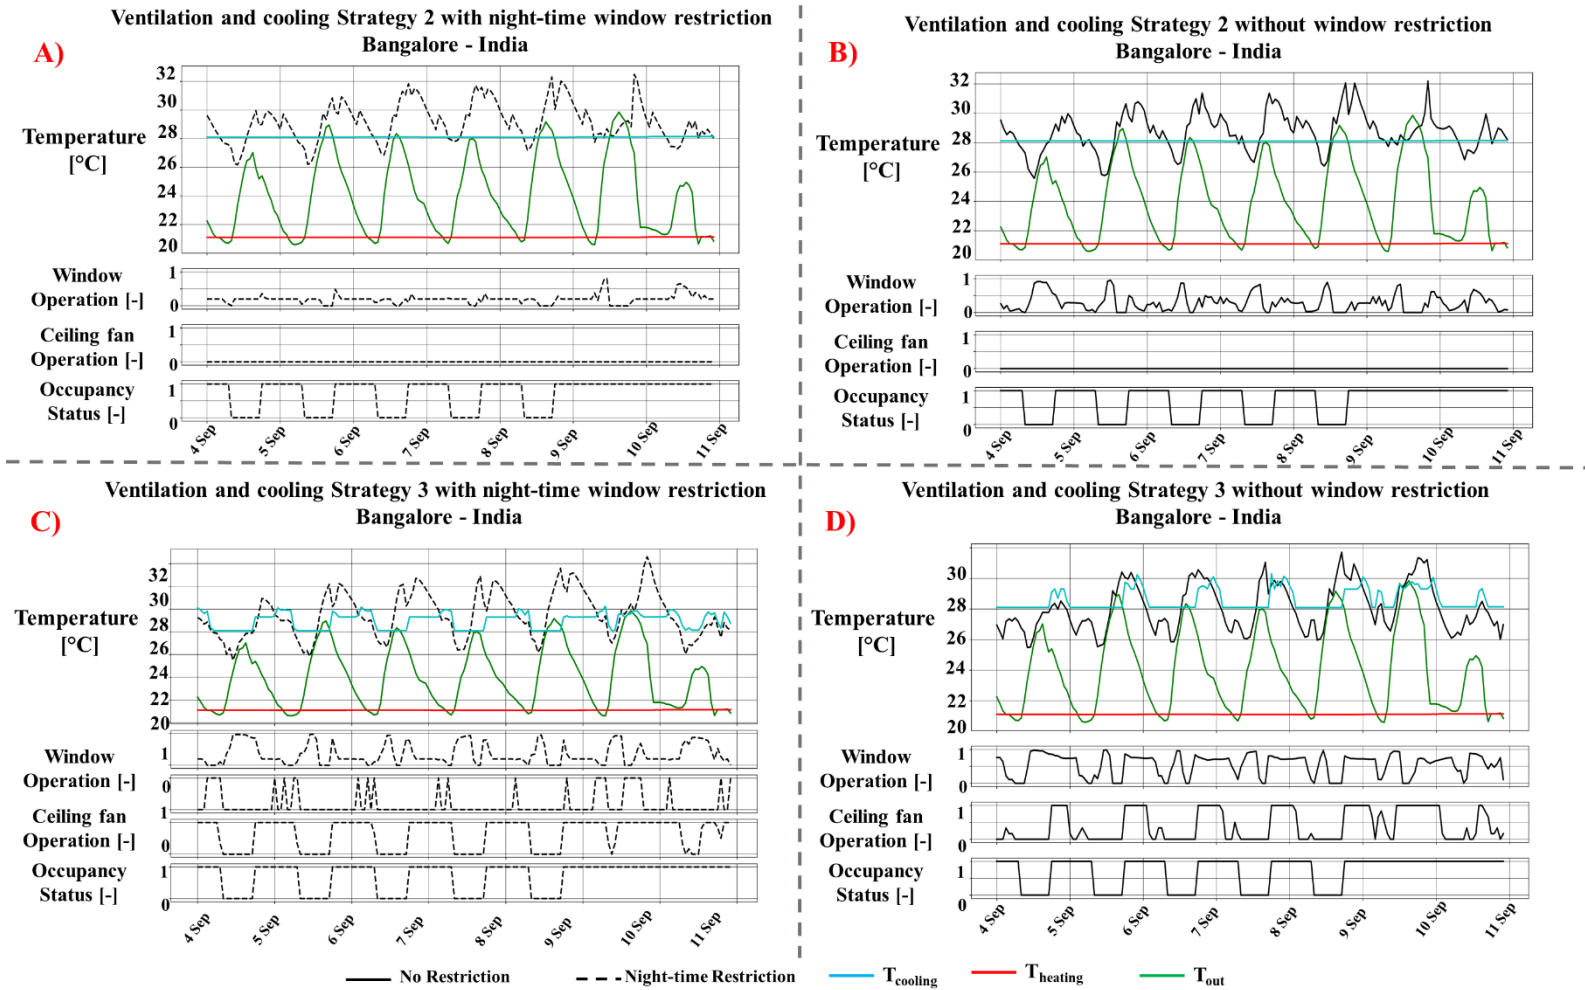 Ventilation and cooling Strategy 2 with night-time window restriction
Bangalore - India
A)
Temperature
[°C]
32
30
28
26
24
22
20
Window
Operation [-]
1
0
Ceiling fan
Operation [-]
1
0
Occupancy
Status [-]
1
0
4 Sep
5 Sep
6 Sep
7 Sep
8 Sep
9 Sep
10 Sep
11 Sep
Ventilation and cooling Strategy 2 without window restriction
Bangalore - India
B)
Temperature
[°C]
32
30
28
26
24
22
20
Window
Operation [-]
1
0
Ceiling fan
Operation [-]
1
0
Occupancy
Status [-]
1
0
4 Sep
5 Sep
6 Sep
7 Sep
8 Sep
9 Sep
10 Sep
11 Sep
Ventilation and cooling Strategy 3 with night-time window restriction
Bangalore - India
C)
Temperature
[°C]
32
30
28
26
24
22
20
Window
Operation [-]
1
0
Ceiling fan
Operation [-]
1
0
Occupancy
Status [-]
1
0
4 Sep
5 Sep
6 Sep
7 Sep
8 Sep
9 Sep
10 Sep
11 Sep
Ventilation and cooling Strategy 3 without window restriction
Bangalore - India
D)
Temperature
[°C]
30
28
26
24
22
20
Window
Operation [-]
1
0
Ceiling fan
Operation [-]
1
0
Occupancy
Status [-]
1
0
4 Sep
5 Sep
6 Sep
7 Sep
8 Sep
9 Sep
10 Sep
11 Sep
No Restriction
Night-time Restriction
Tcooling
Theating
Tout